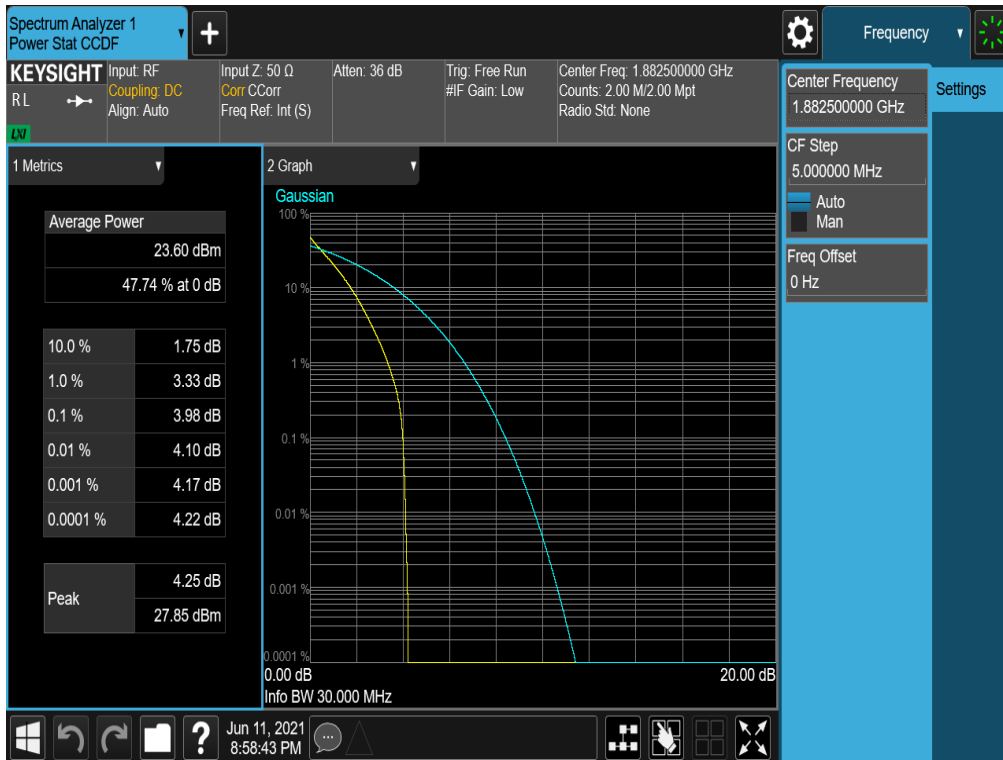 Spectrum Analyzer 1
Power Stat CCDF
+
Frequency
KEYSIGHT
RL
LXI
Input: RF
Coupling: DC
Align: Auto
Input Z: 50 Ω
Corr CCorr
Freq Ref: Int (S)
Atten: 36 dB
Trig: Free Run
#IF Gain: Low
Center Freq: 1.882500000 GHz
Counts: 2.00 M/2.00 Mpt
Radio Std: None
Center Frequency
1.882500000 GHz
Settings
CF Step
5.000000 MHz
Auto
Man
Freq Offset
0 Hz
1 Metrics
Average Power
23.60 dBm
47.74 % at 0 dB
10.0 % 1.75 dB
1.0 % 3.33 dB
0.1 % 3.98 dB
0.01 % 4.10 dB
0.001 % 4.17 dB
0.0001 % 4.22 dB
Peak
4.25 dB
27.85 dBm
2 Graph
Gaussian
100 %
10 %
1 %
0.1 %
0.01 %
0.001 %
0.0001 %
0.00 dB 20.00 dB
Info BW 30.000 MHz
?
Jun 11, 2021
8:58:43 PM